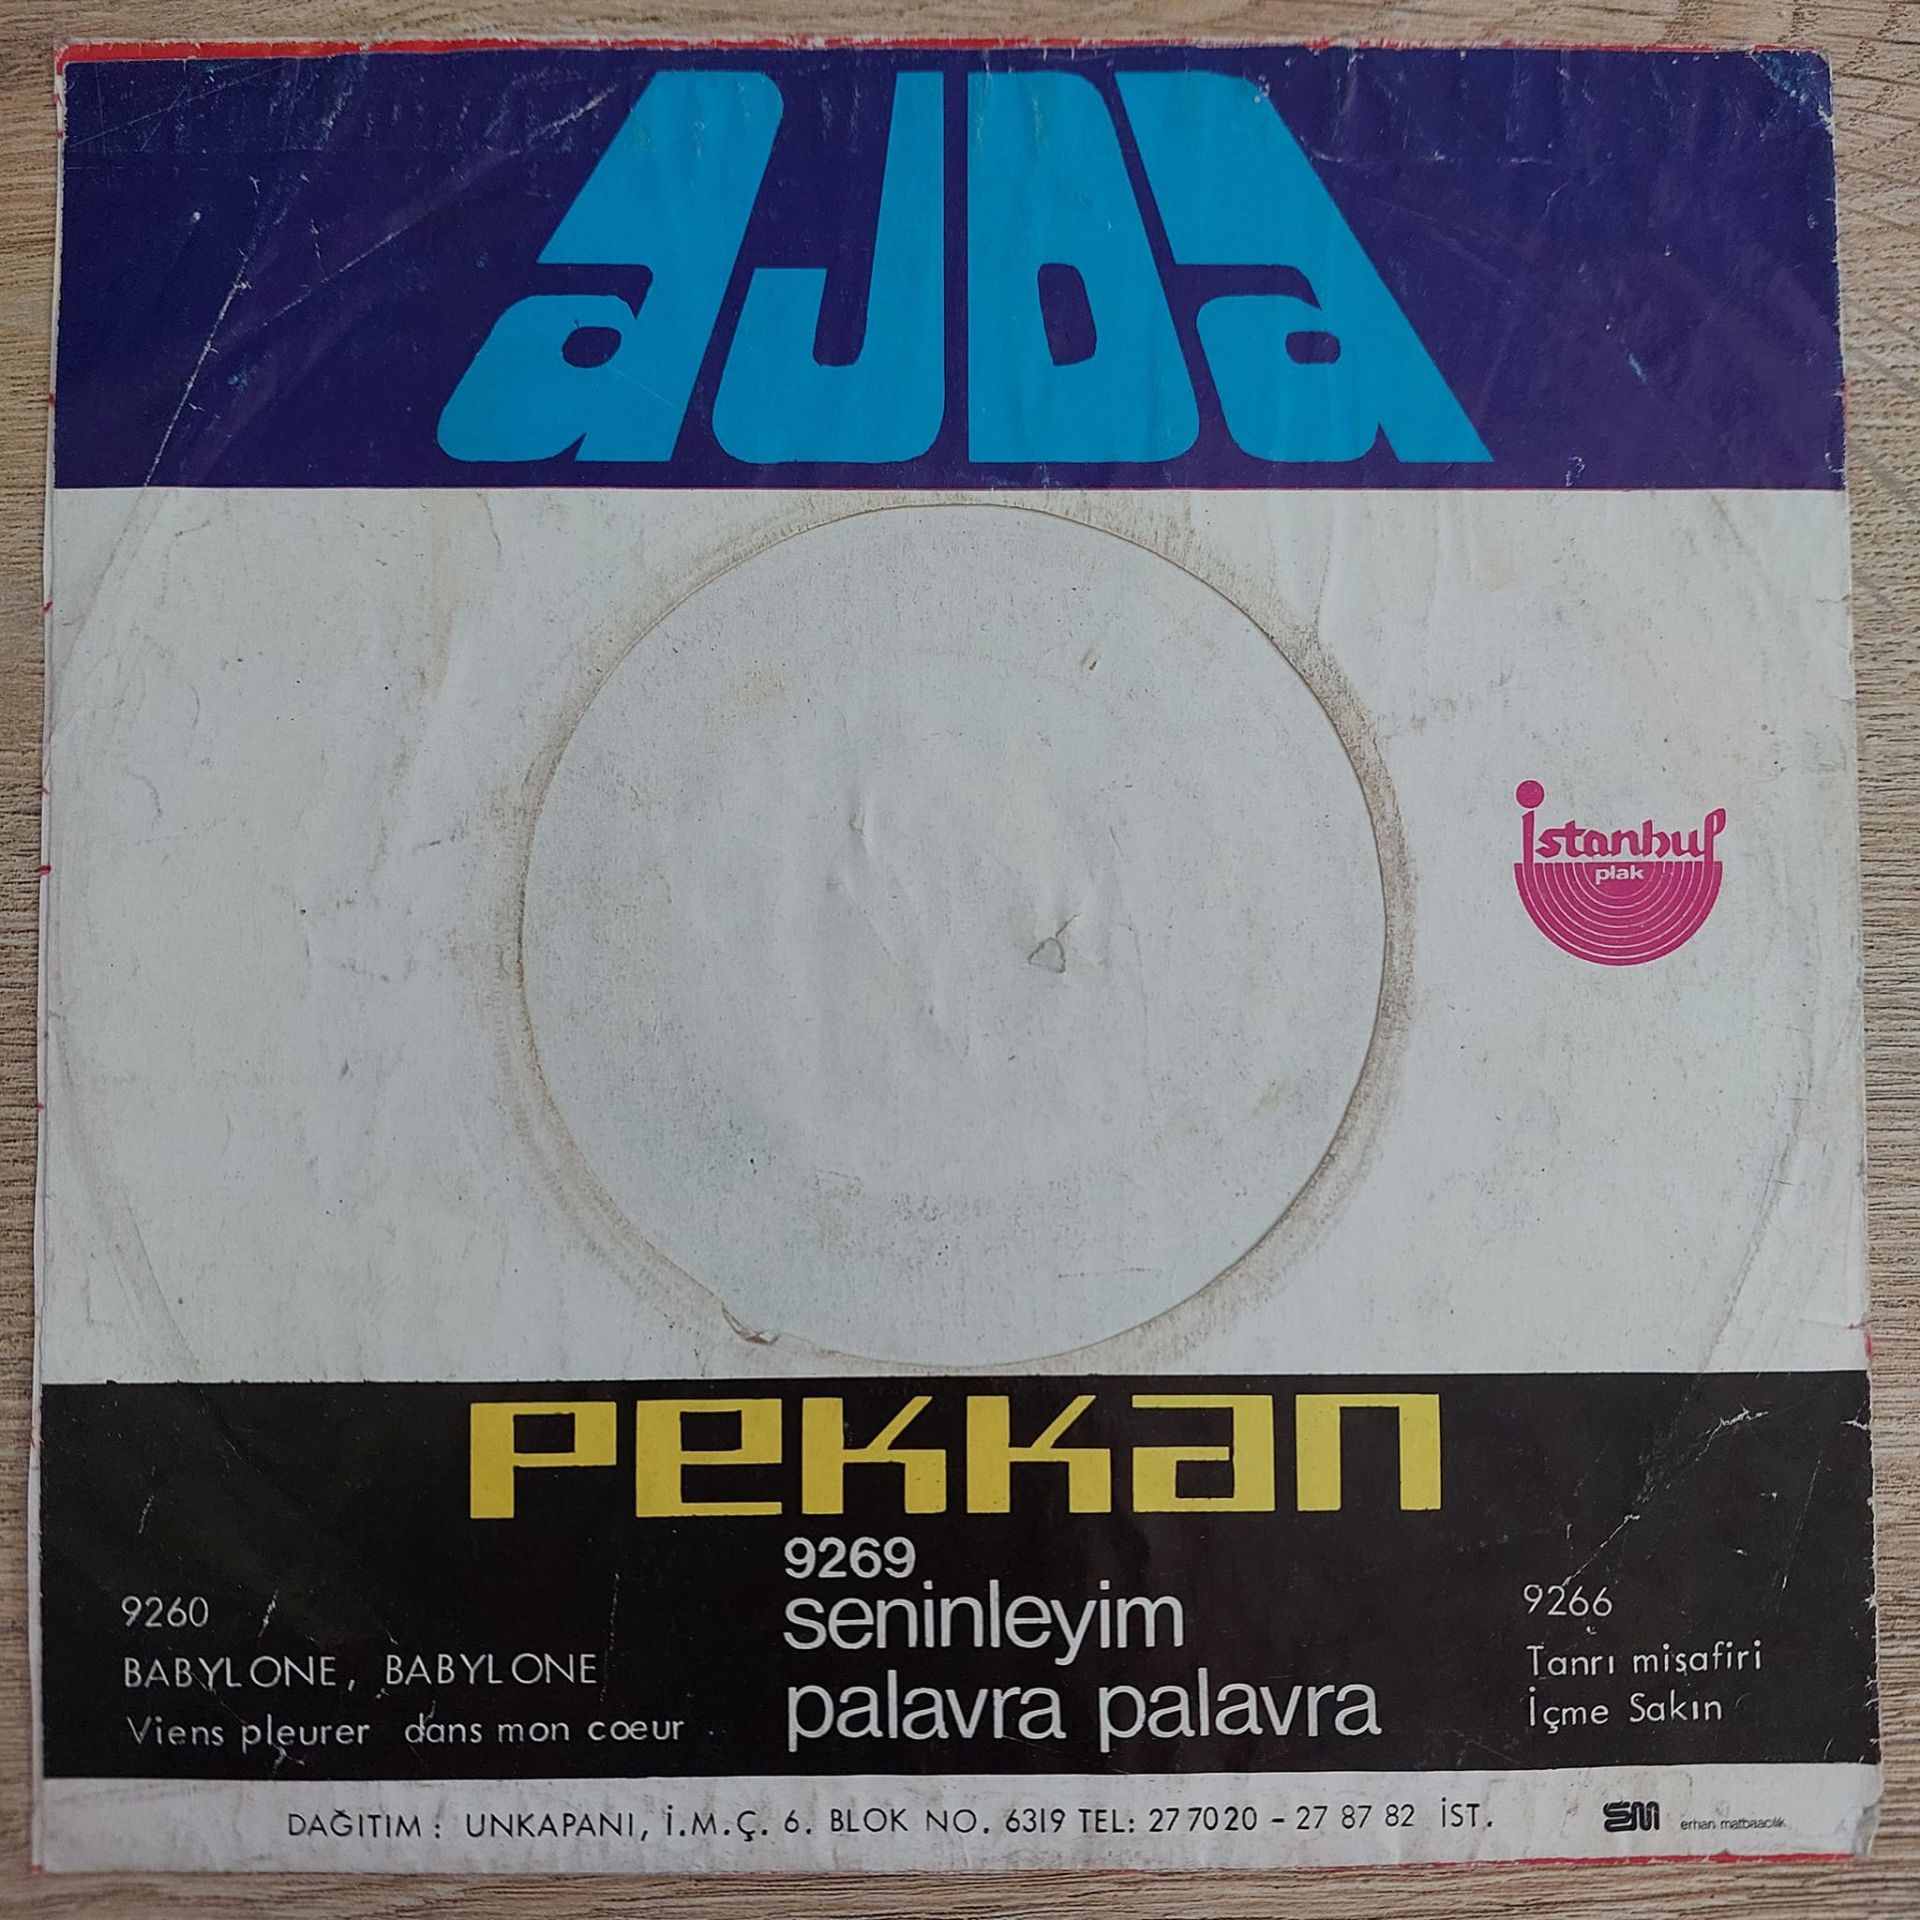 aJDa
istanbul
plak
PeKKan
9269
seninleyim
palavra palavra
9260
BABYLONE, BABYLONE
Viens pleurer dans mon coeur
9266
Tanrı misafiri
İçme Sakın
DAĞITIM: UNKAPANI, İ.M.Ç. 6. BLOK NO. 6319 TEL: 27 70 20 - 27 87 82 İST.
erhan matbaacılık